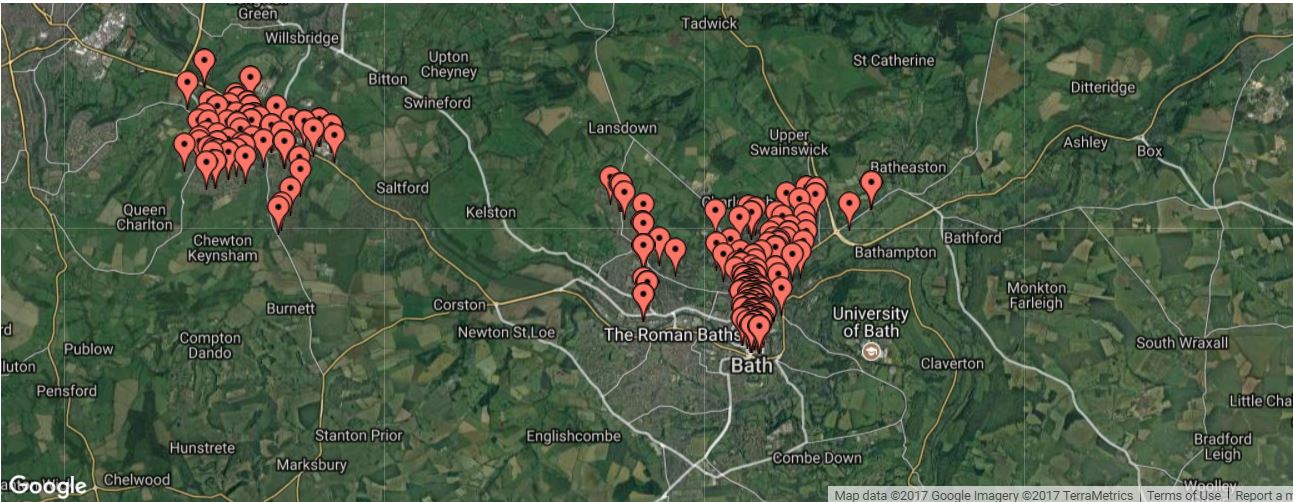 Green
Willsbridge
Tadwick
Upton
Cheyney
Bitton
St Catherine
Swineford
Ditteridge
Lansdown
Upper
Swainswick
Ashley
Box
Batheaston
Saltford
Queen
Charlton
Kelston
Chewton
Keynsham
Bathford
Bathampton
Monkton
Farleigh
Burnett
Corston
University
of Bath
Newton St Loe
The Roman Baths
Compton
Dando
Publow
South Wraxall
luton
Bath
Claverton
Pensford
Little Cha
Stanton Prior
Englishcombe
Hunstrete
Bradford
Leigh
Marksbury
Combe Down
Chelwood
Google
Woolley
Map data ©2017 Google Imagery ©2017 TerraMetrics
Terms of Use
Report a m